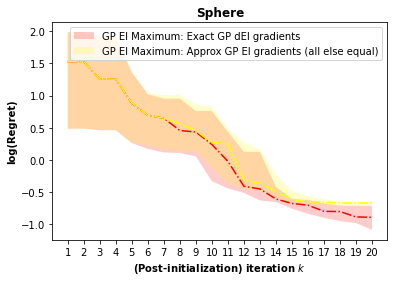 Sphere
GP EI Maximum: Exact GP dEI gradients
GP EI Maximum: Approx GP EI gradients (all else equal)
log(Regret)
2.0
1.5
1.0
0.5
0.0
−0.5
−1.0
1 2 3 4 5 6 7 8 9 10 11 12 13 14 15 16 17 18 19 20
(Post-initialization) iteration k